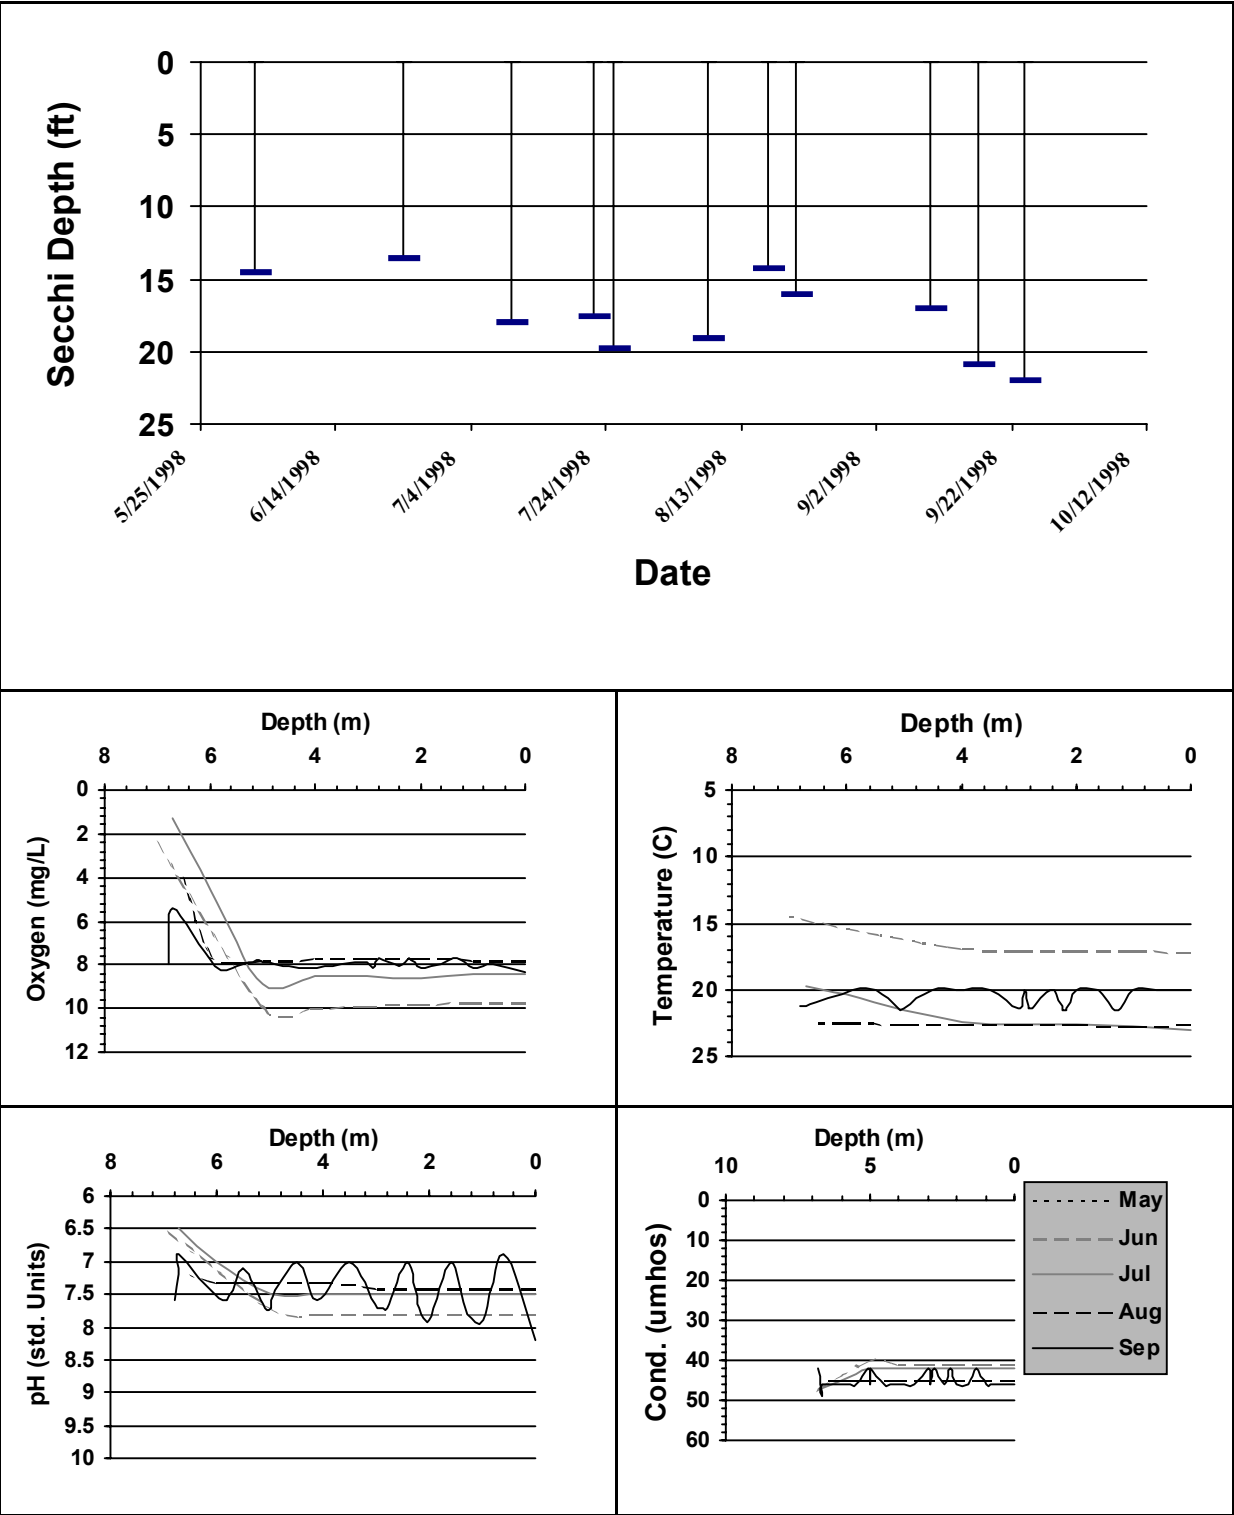 0
5
10
15
20
25
Secchi Depth (ft)
5/25/1998
6/14/1998
7/4/1998
7/24/1998
8/13/1998
9/2/1998
9/22/1998
10/12/1998
Date
Depth (m)
8 6 4 2 0
0
2
4
6
8
10
12
Oxygen (mg/L)
Depth (m)
8 6 4 2 0
5
10
15
20
25
Temperature (C)
Depth (m)
8 6 4 2 0
6
6.5
7
7.5
8
8.5
9
9.5
10
pH (std. Units)
Depth (m)
10 5 0
0
10
20
30
40
50
60
Cond. (umhos)
May
Jun
Jul
Aug
Sep